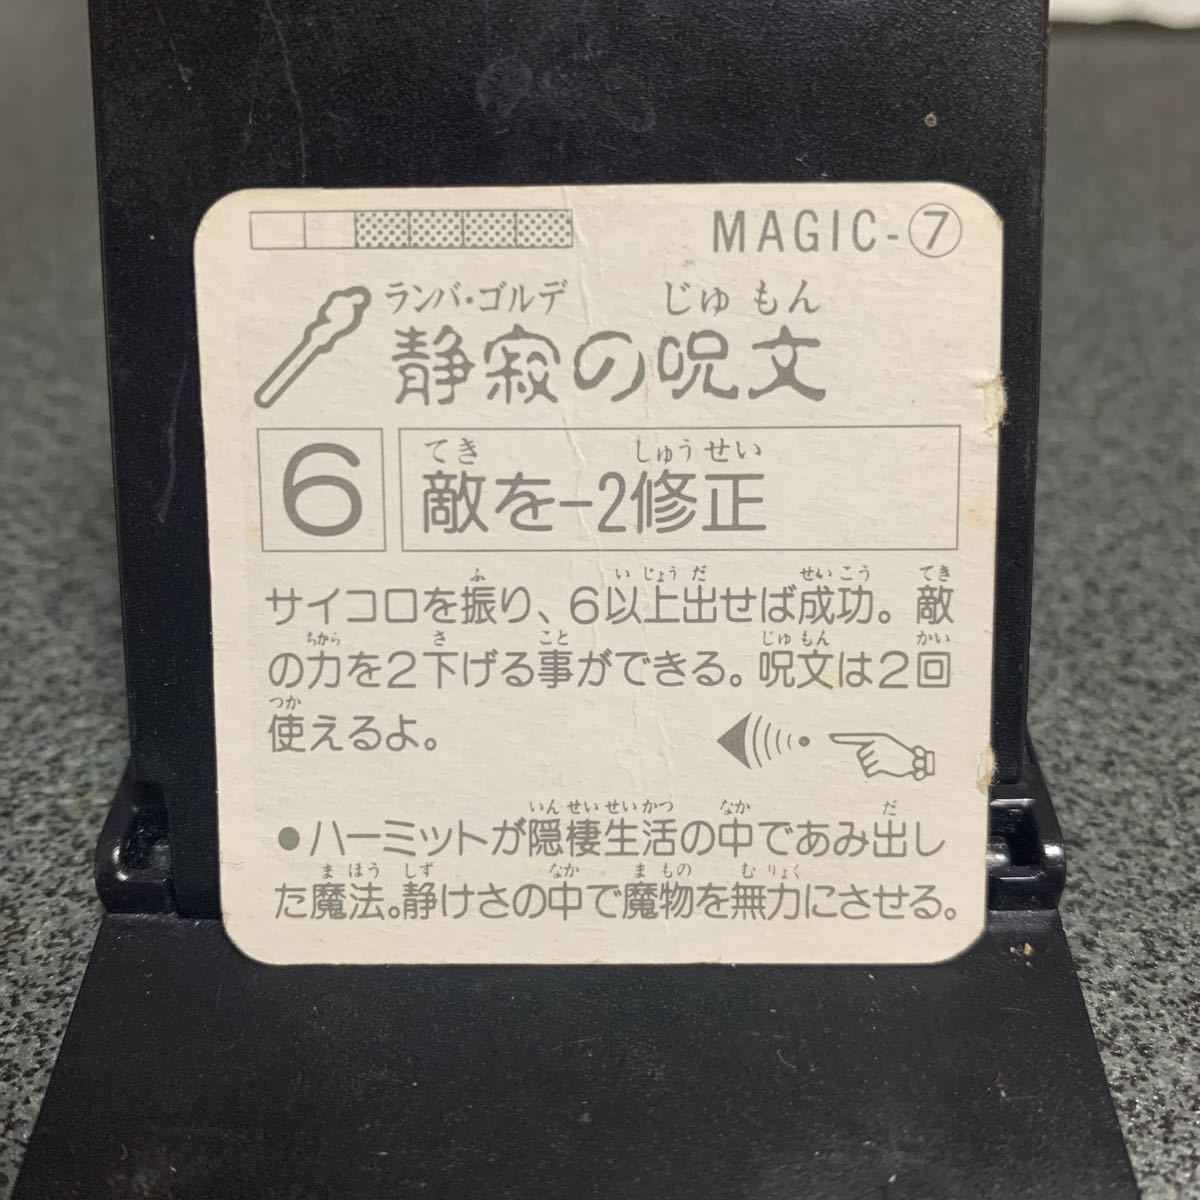 MAGIC-⑦
ランバ・ゴルデ じゅもん
静寂の呪文
6
てき しゅうせい
敵を-2修正
ふ いじょうだ せいこう てき
サイコロを振り、6以上出せば成功。敵
ちから さ こと じゅもん かい
の力を2下げる事ができる。呪文は2回
つか
使えるよ。
いんせいせいかつ なか だ
●ハーミットが隠棲生活の中であみ出し
まほう しず なか まもの むりょく
た魔法。静けさの中で魔物を無力にさせる。